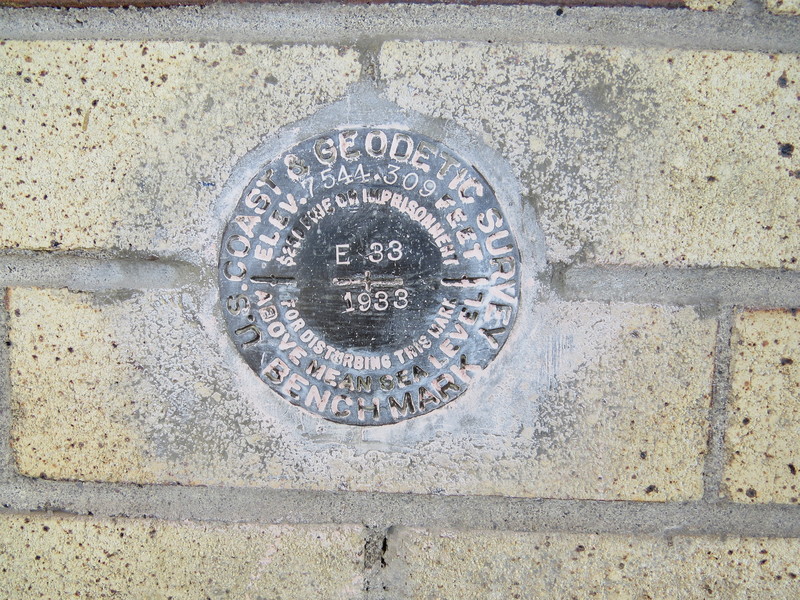 U.S. COAST & GEODETIC SURVEY
ELEV. 7544.309 FEET
$250 FINE OR IMPRISONMENT
E 33
1933
FOR DISTURBING THIS MARK
ABOVE MEAN SEA LEVEL
BENCH MARK